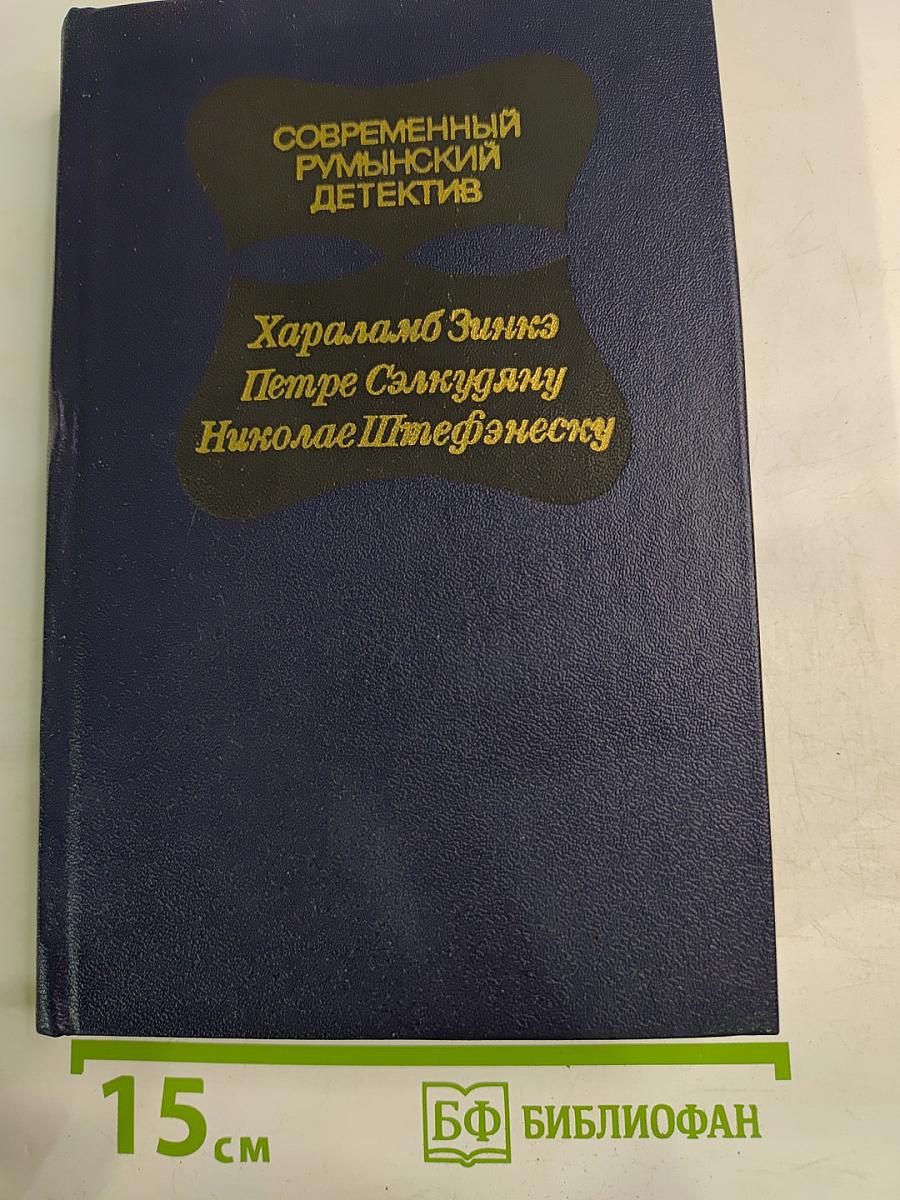 СОВРЕМЕННЫЙ
РУМЫНСКИЙ
ДЕТЕКТИВ
Хараламб Зинкэ
Петре Сэлкудяну
Николае Штефэнеску
15 см
БФ БИБЛИОФАН